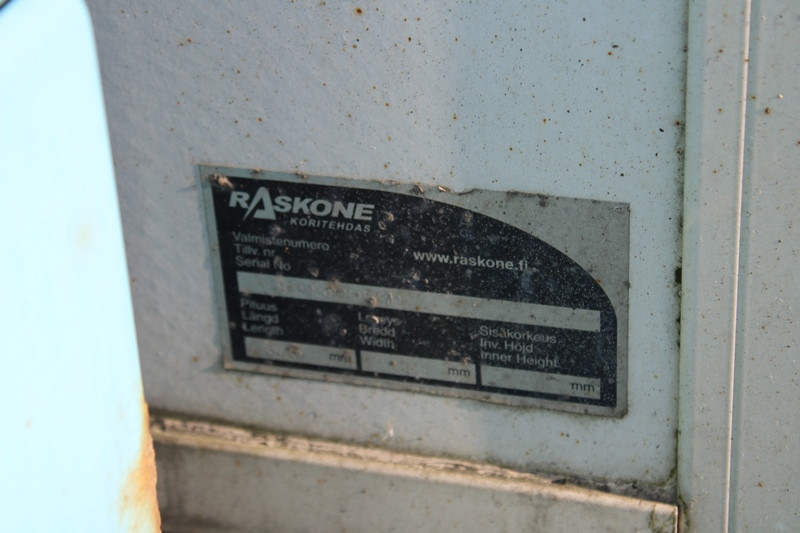 RASKONE
KORITEHDAS
Valmistenumero
Tillv. nr
Serial No
www.raskone.fi
Pituus
Längd
Length
mm
Leveys
Bredd
Width
mm
Sisäkorkeus
Inv. Höjd
Inner Height
mm